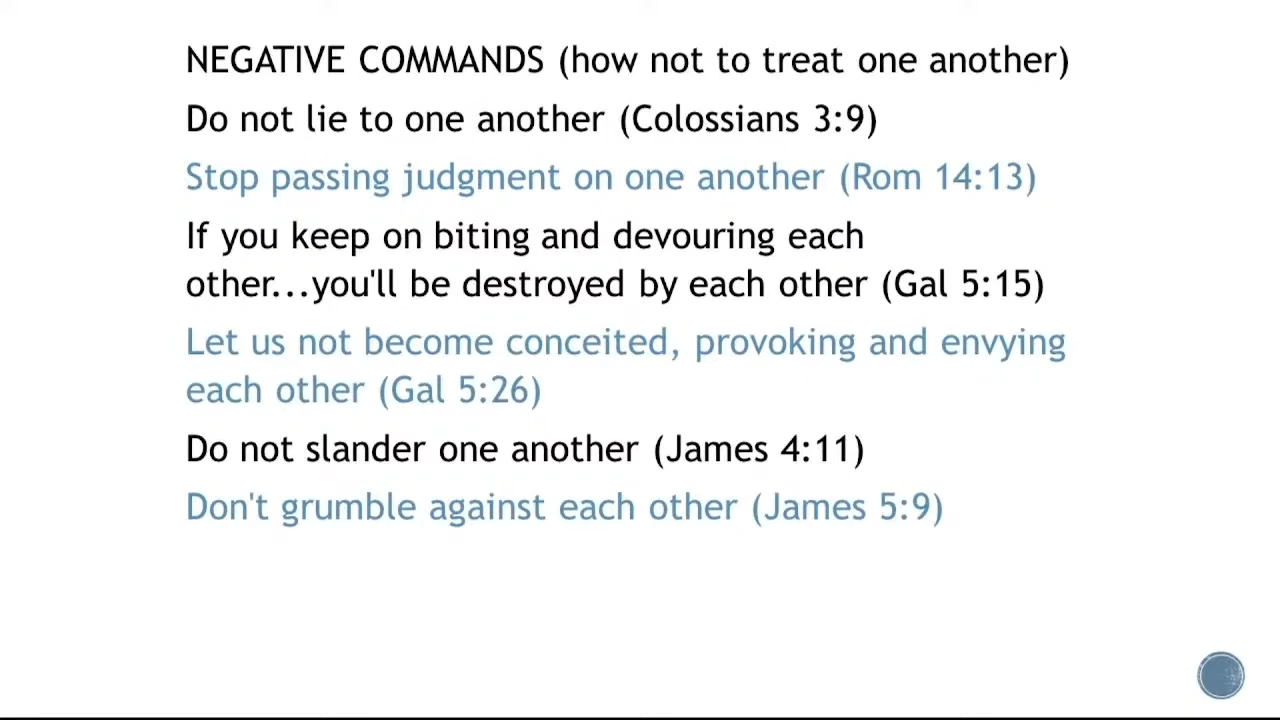 NEGATIVE COMMANDS (how not to treat one another)
Do not lie to one another (Colossians 3:9)
Stop passing judgment on one another (Rom 14:13)
If you keep on biting and devouring each
other...you'll be destroyed by each other (Gal 5:15)
Let us not become conceited, provoking and envying
each other (Gal 5:26)
Do not slander one another (James 4:11)
Don't grumble against each other (James 5:9)